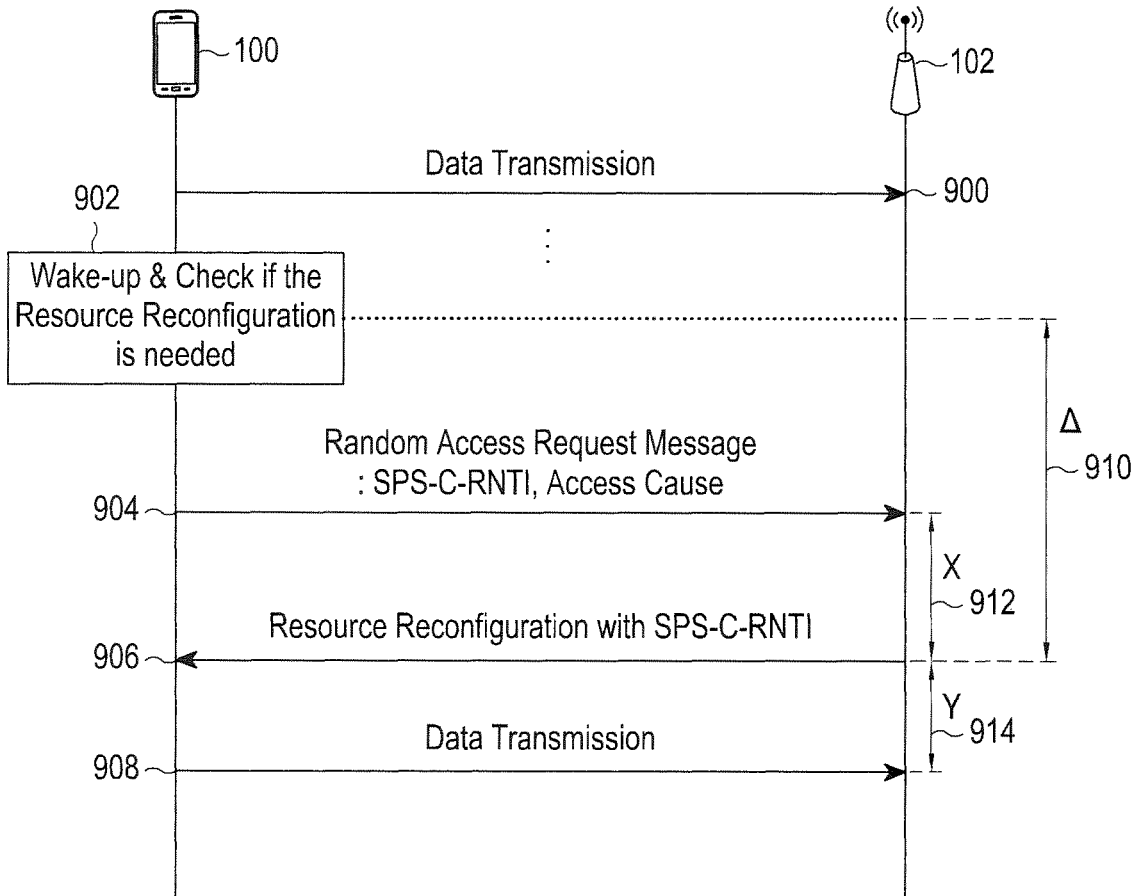 100
102
Data Transmission
900
902
Wake-up & Check if the
Resource Reconfiguration
is needed
Δ
910
Random Access Request Message
: SPS-C-RNTI, Access Cause
904
X
912
Resource Reconfiguration with SPS-C-RNTI
906
Y
914
Data Transmission
908